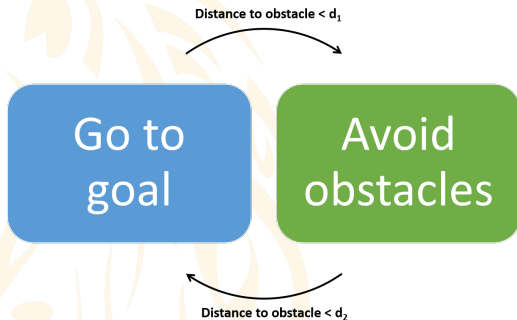 Distance to obstacle < d₁
Go to
goal
Avoid
obstacles
Distance to obstacle < d₂